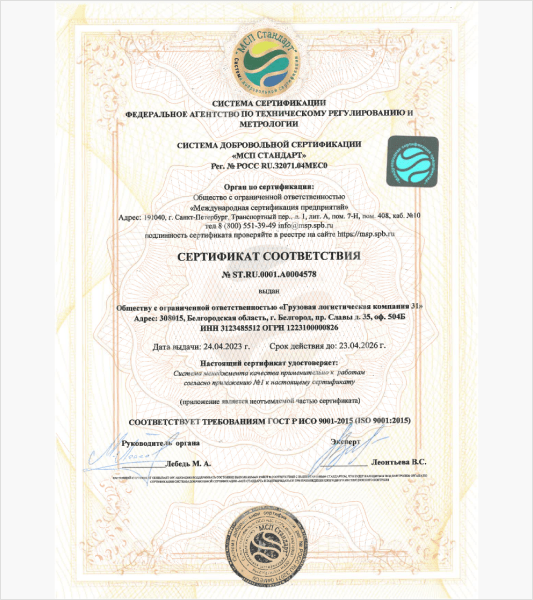 МСП Стандарт
СИСТЕМА СЕРТИФИКАЦИИ
ФЕДЕРАЛЬНОЕ АГЕНТСТВО ПО ТЕХНИЧЕСКОМУ РЕГУЛИРОВАНИЮ И
МЕТРОЛОГИИ
СИСТЕМА ДОБРОВОЛЬНОЙ СЕРТИФИКАЦИИ
«МСП СТАНДАРТ»
Рег. № РОСС RU.32071.04МЕС0
Орган по сертификации:
Общество с ограниченной ответственностью
«Международная сертификация предприятий»
Адрес: 191040, г. Санкт-Петербург, Транспортный пер., д. 1, лит. А, пом. 7-Н, пом. 408, каб. №10
тел 8 (800) 551-39-49 info@msp.spb.ru
подлинность сертификата проверяйте в реестре на сайте https://msp.spb.ru
СЕРТИФИКАТ СООТВЕТСТВИЯ
№ ST.RU.0001.A0004578
выдан
Обществу с ограниченной ответственностью «Грузовая логистическая компания 31»
Адрес: 308015, Белгородская область, г. Белгород, пр. Славы д. 35, оф. 504Б
ИНН 3123485512 ОГРН 1223100000826
Дата выдачи: 24.04.2023 г. Срок действия до: 23.04.2026 г.
Настоящий сертификат удостоверяет:
Система менеджмента качества применительно к работам
согласно приложению №1 к настоящему сертификату
(приложение является неотъемлемой частью сертификата)
СООТВЕТСТВУЕТ ТРЕБОВАНИЯМ ГОСТ Р ИСО 9001-2015 (ISO 9001:2015)
Руководитель органа Эксперт
Лебедь М. А. Леонтьева В.С.
МСП Стандарт